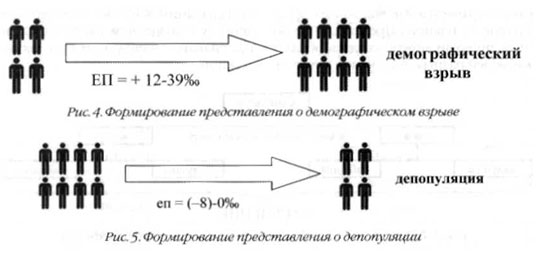 ЕП = + 12-39‰
демографический
взрыв
Рис. 4. Формирование представления о демографическом взрыве
еп = (–8)-0‰
депопуляция
Рис. 5. Формирование представления о депопуляции